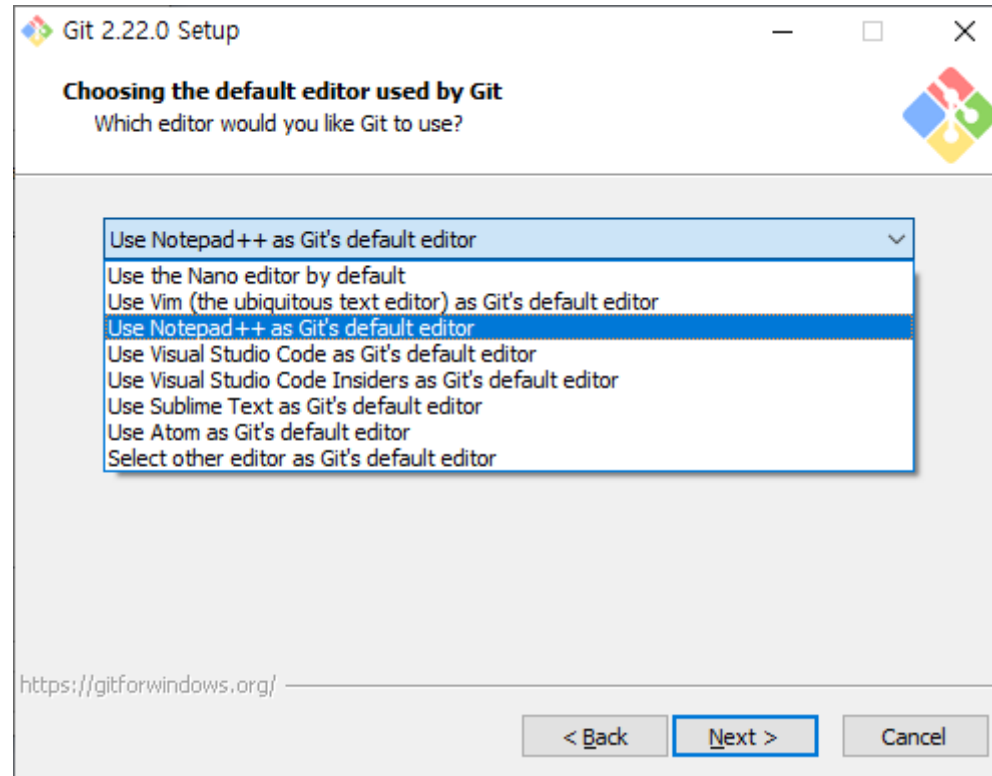 Git 2.22.0 Setup
Choosing the default editor used by Git
Which editor would you like Git to use?
Use Notepad++ as Git's default editor
Use the Nano editor by default
Use Vim (the ubiquitous text editor) as Git's default editor
Use Notepad++ as Git's default editor
Use Visual Studio Code as Git's default editor
Use Visual Studio Code Insiders as Git's default editor
Use Sublime Text as Git's default editor
Use Atom as Git's default editor
Select other editor as Git's default editor
https://gitforwindows.org/
< Back Next > Cancel